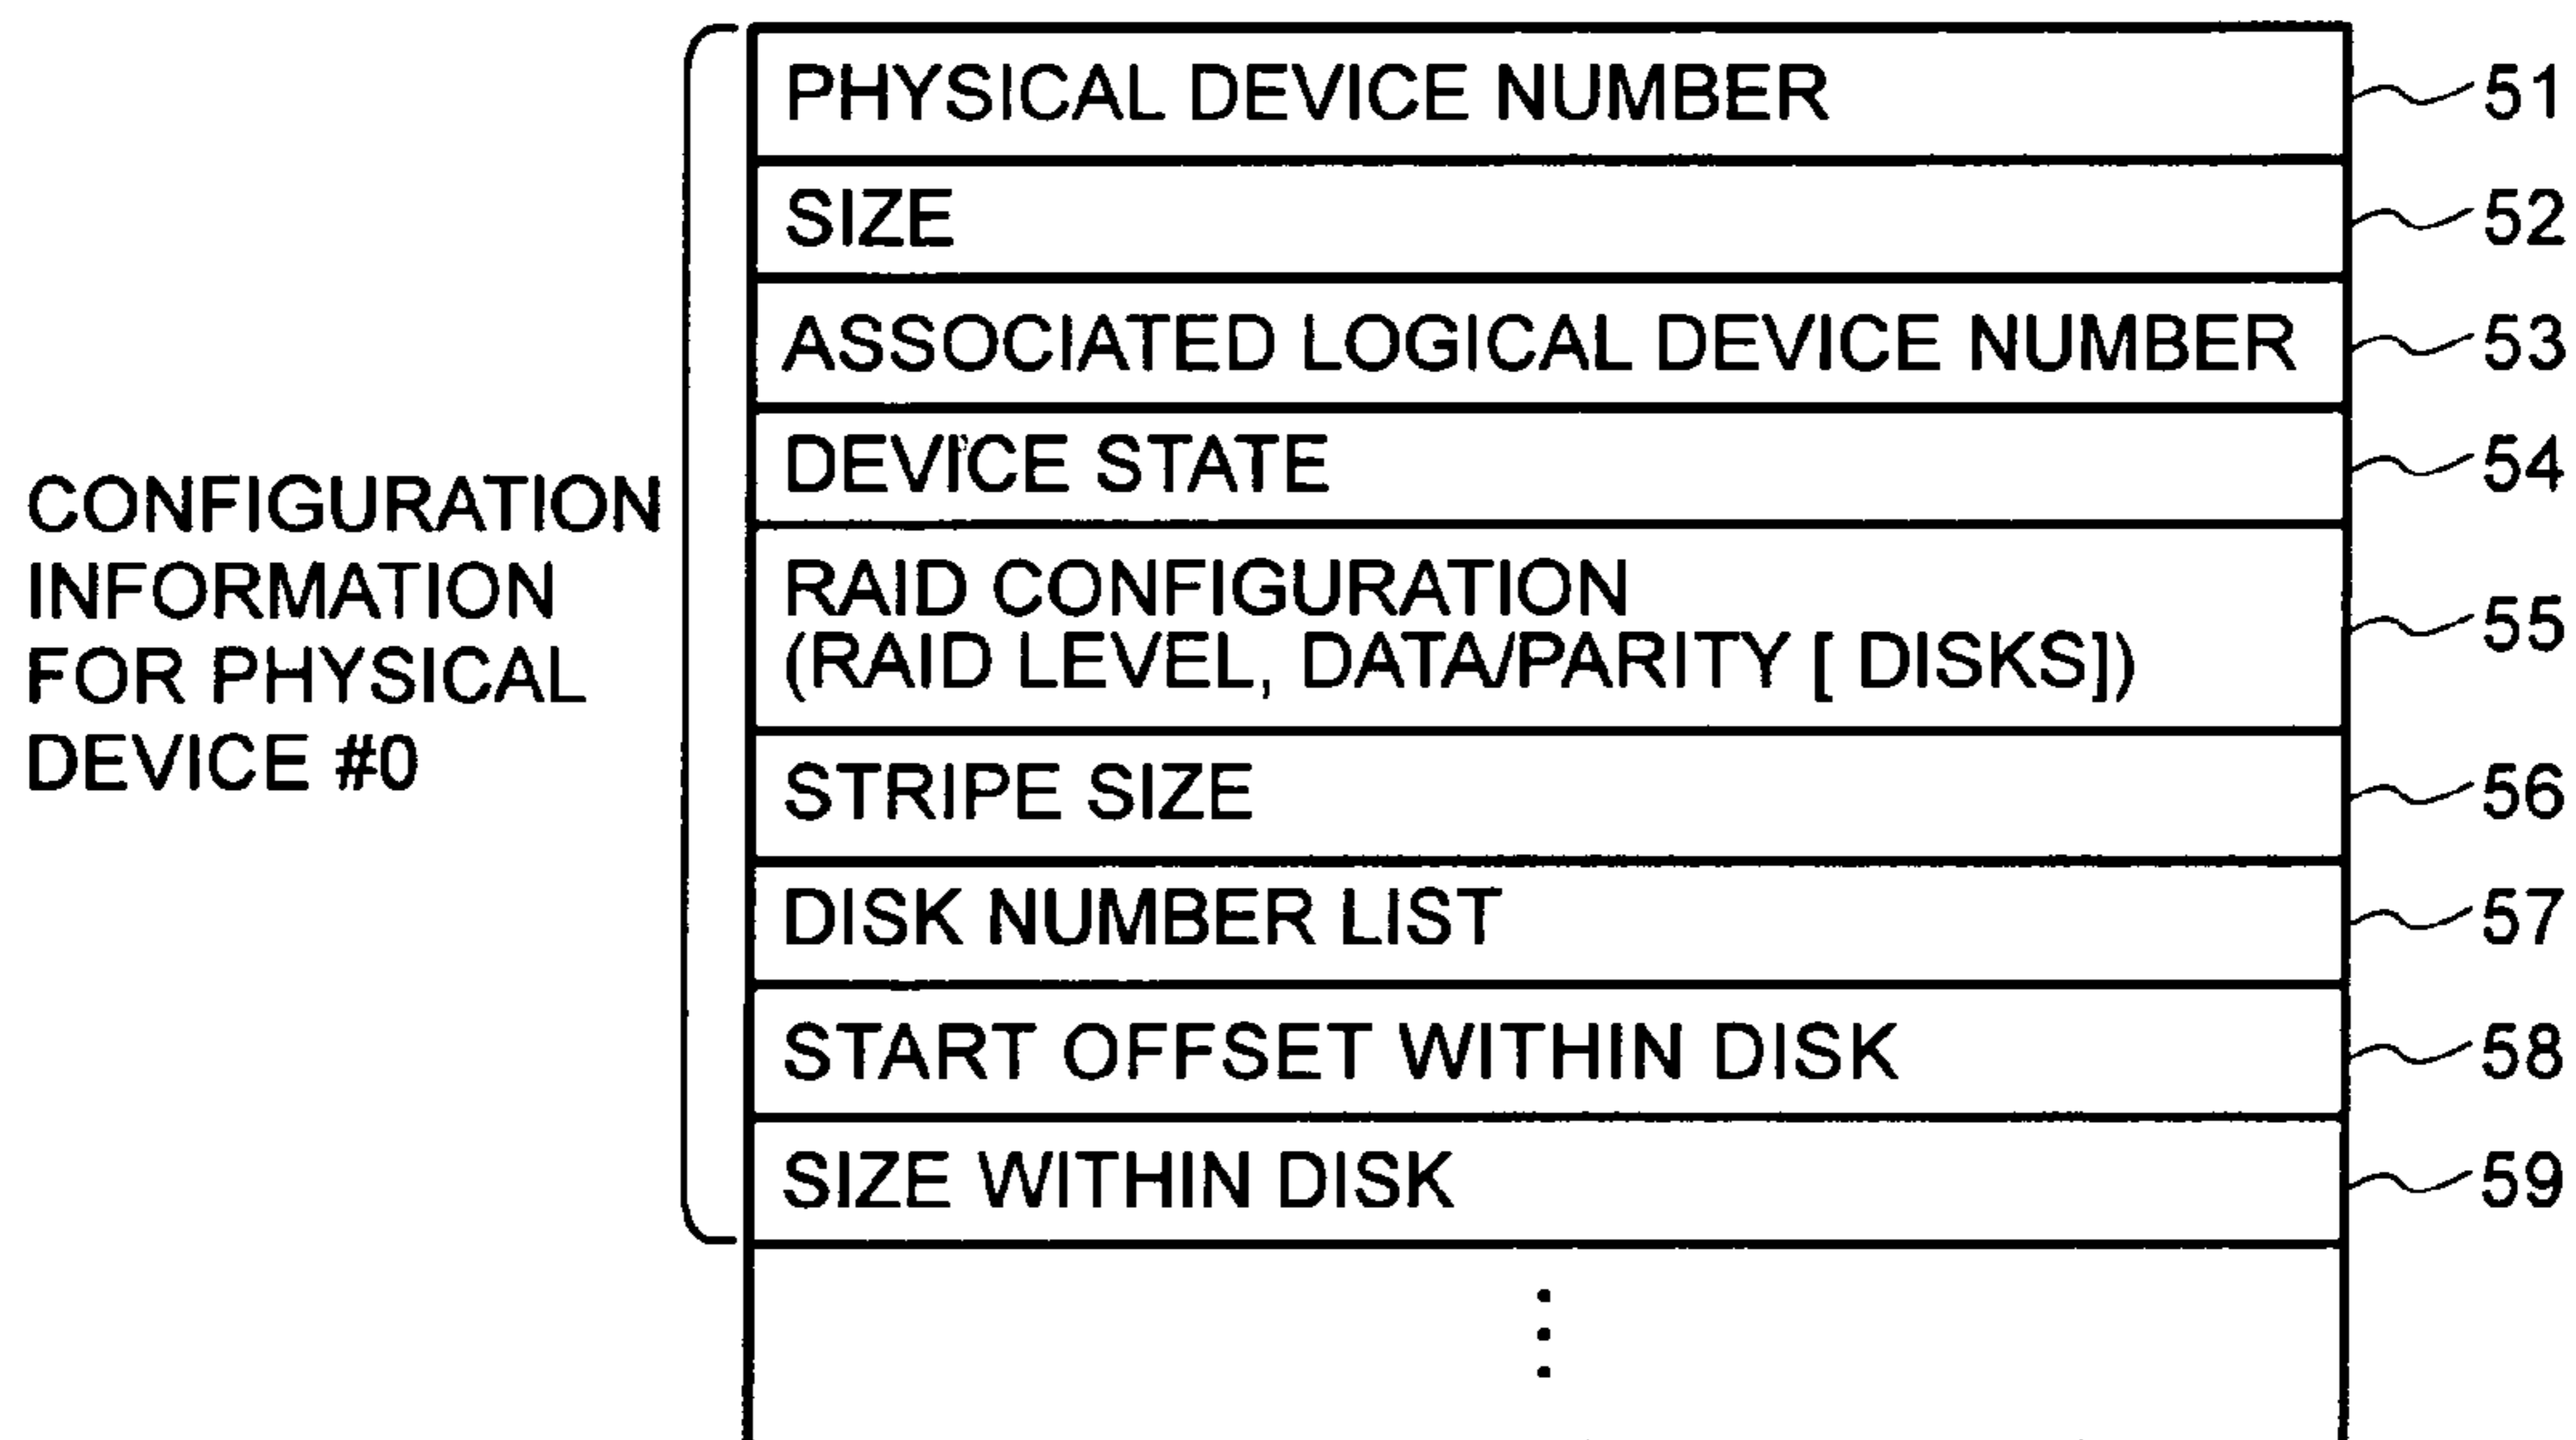 PHYSICAL DEVICE NUMBER 51
SIZE 52
ASSOCIATED LOGICAL DEVICE NUMBER 53
DEVICE STATE 54
CONFIGURATION
INFORMATION
FOR PHYSICAL
DEVICE #0
RAID CONFIGURATION
(RAID LEVEL, DATA/PARITY [ DISKS]) 55
STRIPE SIZE 56
DISK NUMBER LIST 57
START OFFSET WITHIN DISK 58
SIZE WITHIN DISK 59